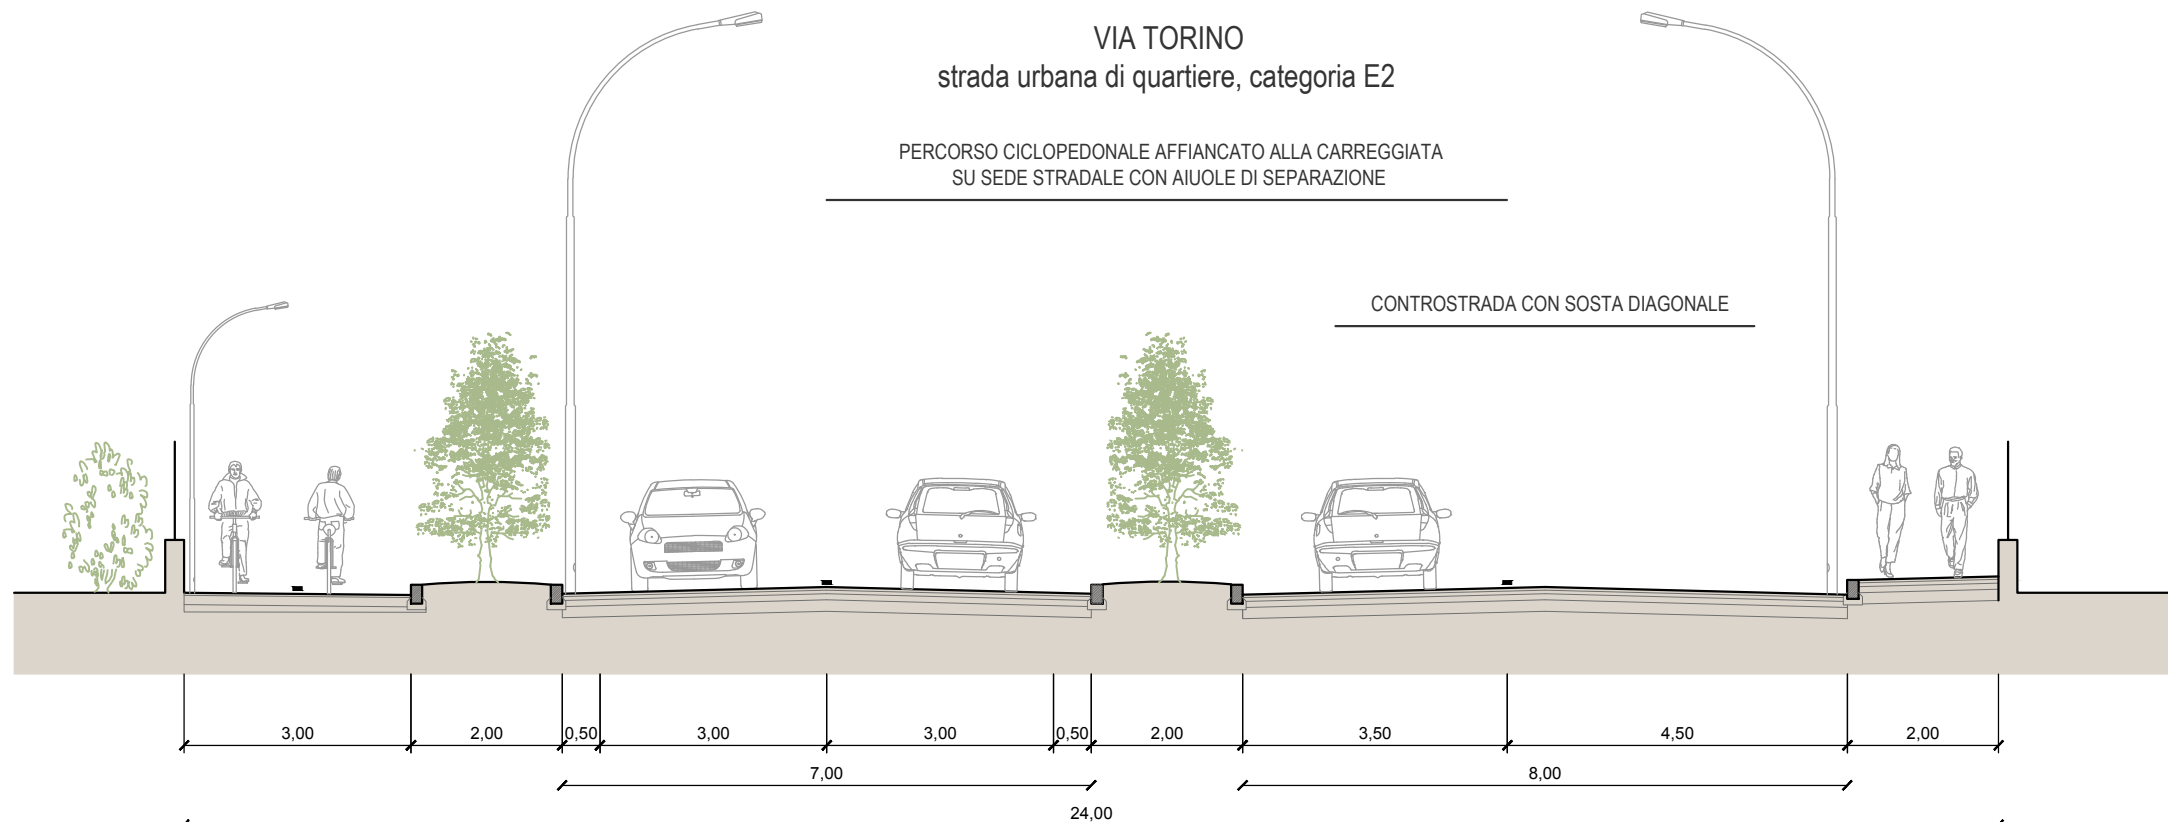 VIA TORINO
strada urbana di quartiere, categoria E2
PERCORSO CICLOPEDONALE AFFIANCATO ALLA CARREGGIATA
SU SEDE STRADALE CON AIUOLE DI SEPARAZIONE
CONTROSTRADA CON SOSTA DIAGONALE
3,00 2,00 0,50 3,00 3,00 0,50 2,00 3,50 4,50 2,00
7,00 8,00
24,00